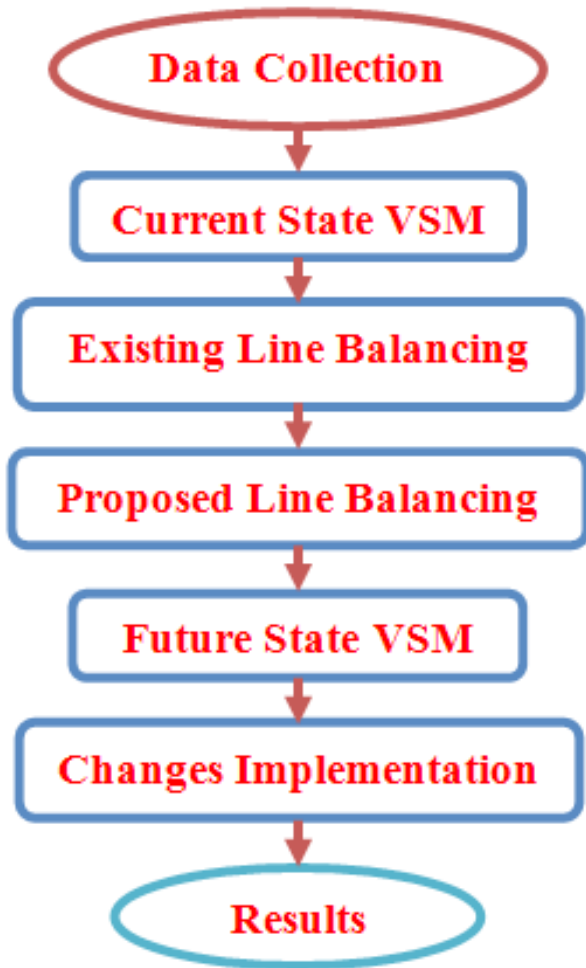 Data Collection
Current State VSM
Existing Line Balancing
Proposed Line Balancing
Future State VSM
Changes Implementation
Results